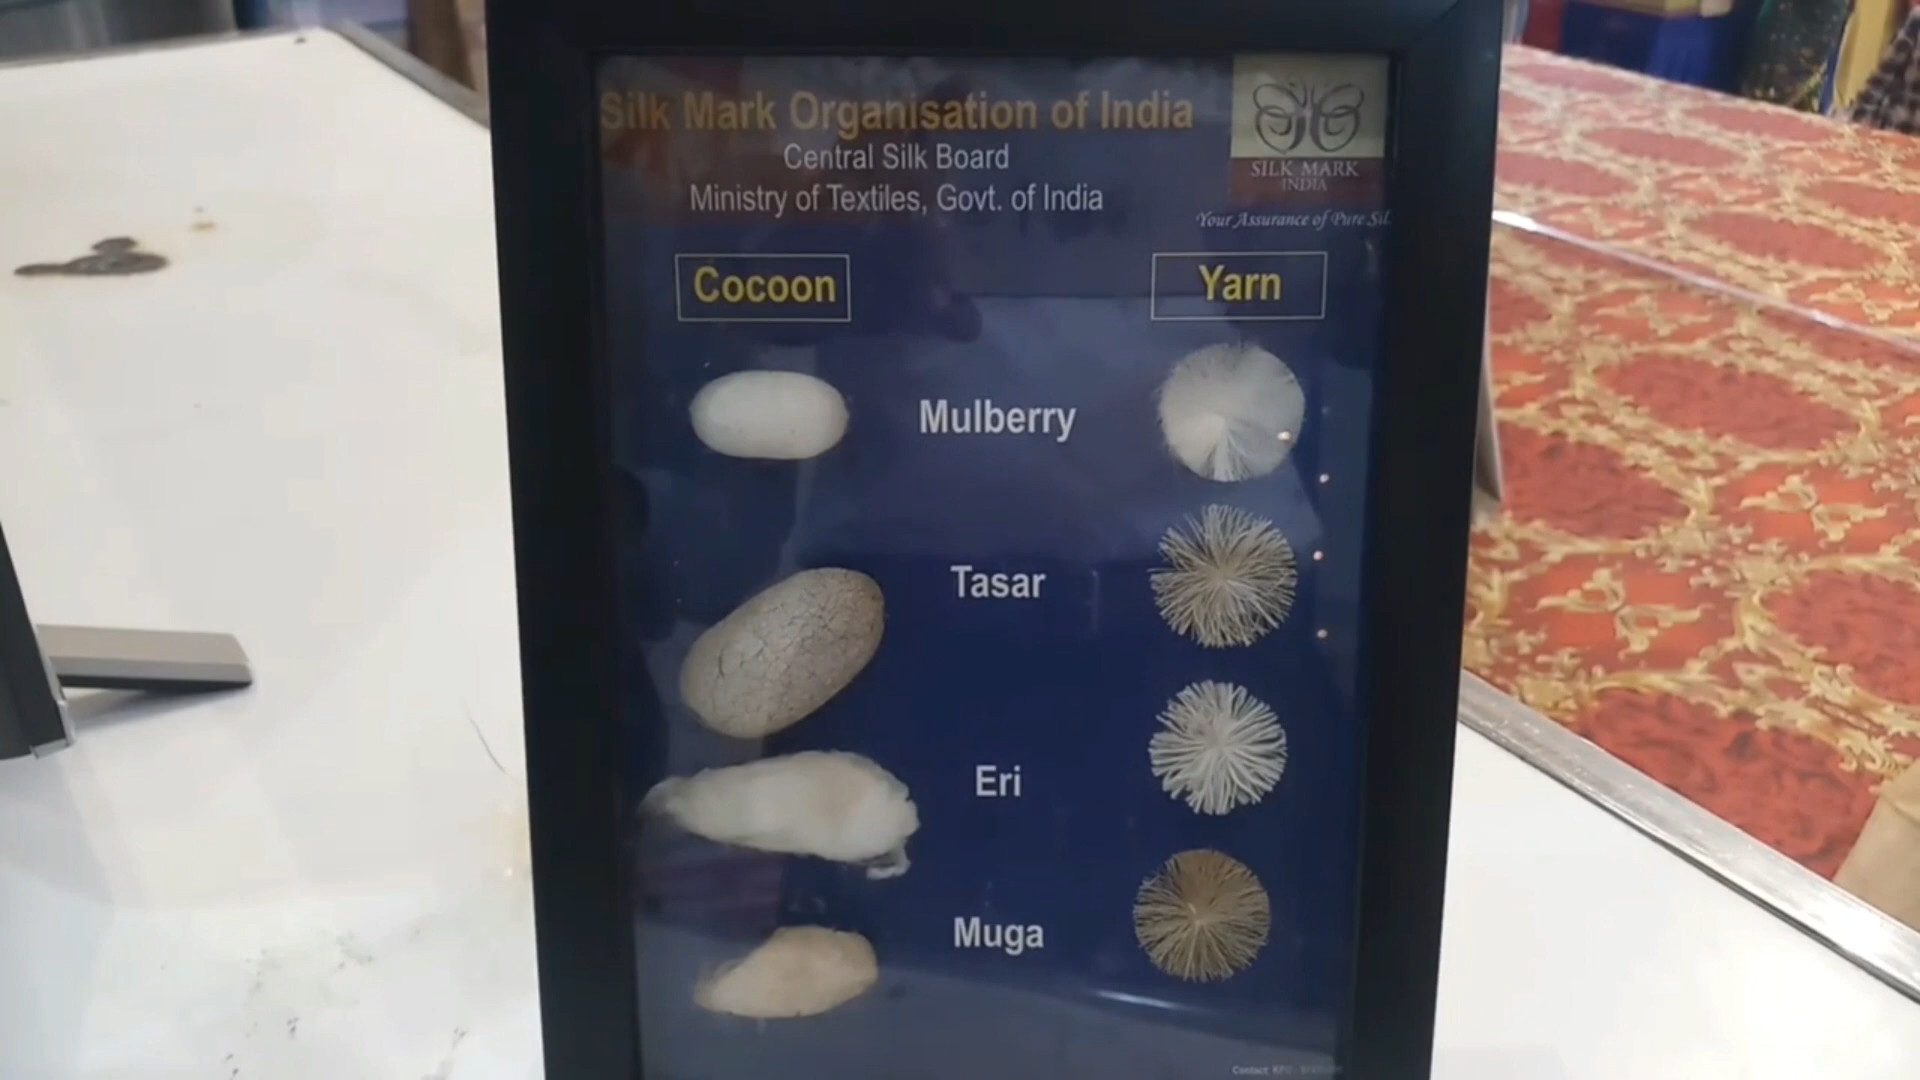 Silk Mark Organisation of India
Central Silk Board
Ministry of Textiles, Govt. of India
SILK MARK
INDIA
Your Assurance of Pure
Cocoon
Yarn
Mulberry
Tasar
Eri
Muga
Contact